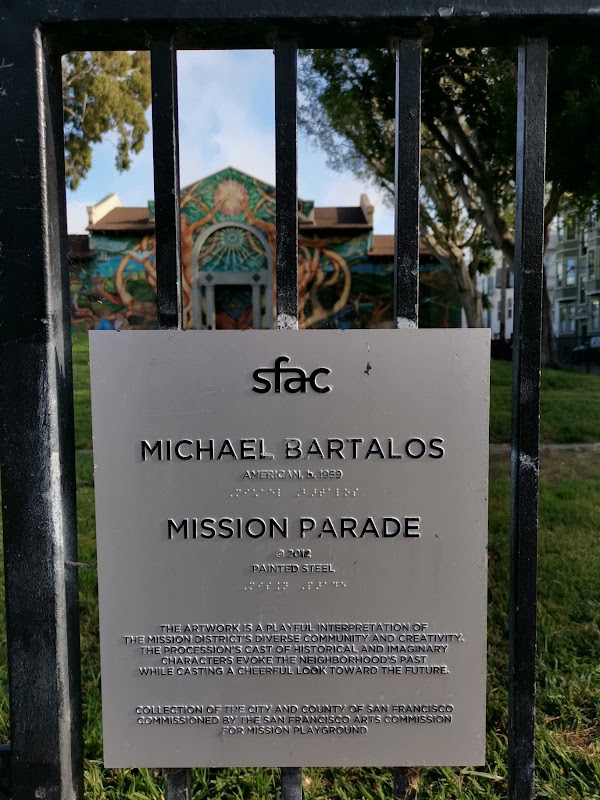 sfac
MICHAEL BARTALOS
AMERICAN, b. 1959
MISSION PARADE
© 2012
PAINTED STEEL
THE ARTWORK IS A PLAYFUL INTERPRETATION OF
THE MISSION DISTRICT'S DIVERSE COMMUNITY AND CREATIVITY.
THE PROCESSION'S CAST OF HISTORICAL AND IMAGINARY
CHARACTERS EVOKE THE NEIGHBORHOOD'S PAST
WHILE CASTING A CHEERFUL LOOK TOWARD THE FUTURE.
COLLECTION OF THE CITY AND COUNTY OF SAN FRANCISCO
COMMISSIONED BY THE SAN FRANCISCO ARTS COMMISSION
FOR MISSION PLAYGROUND